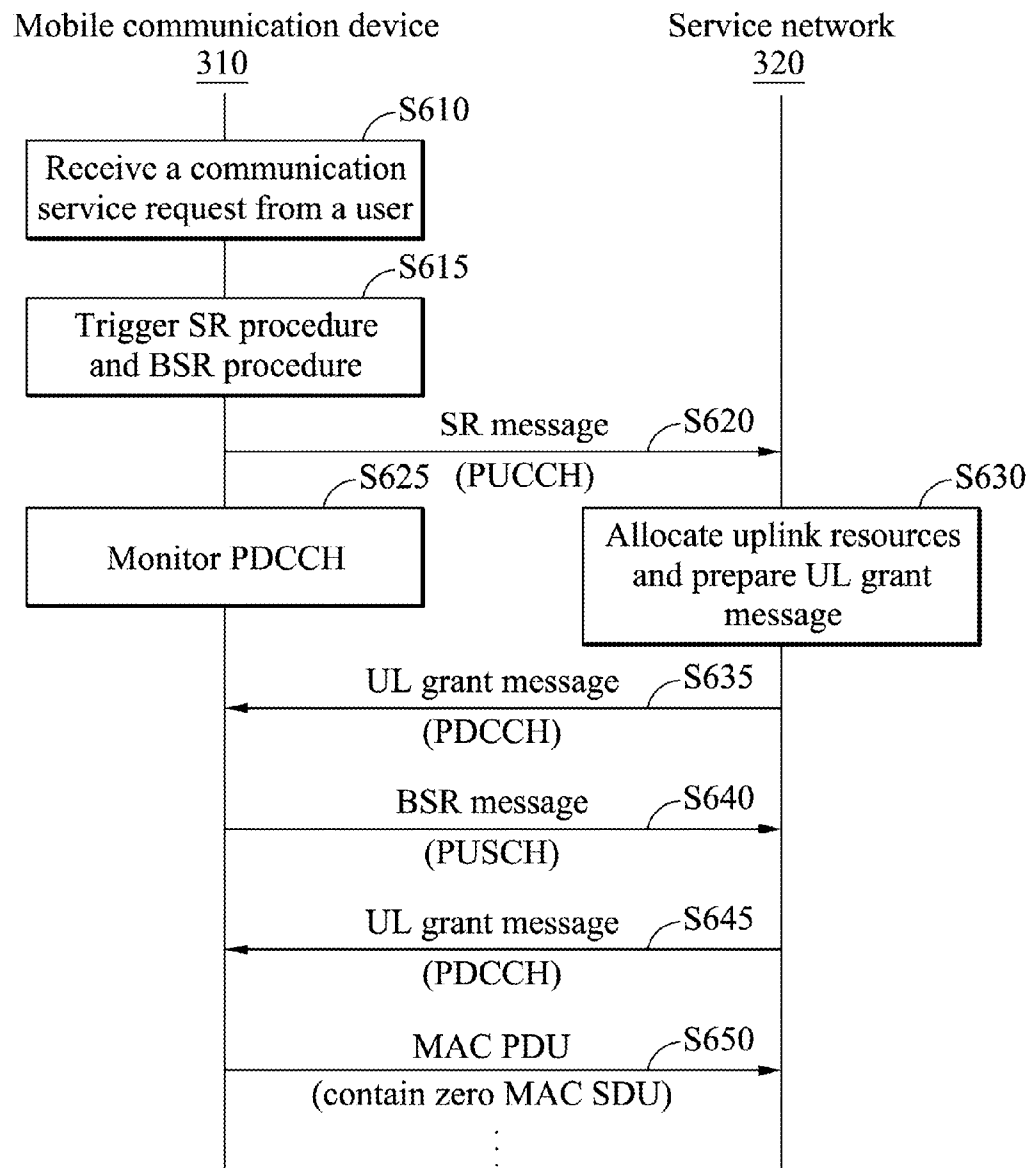 Mobile communication device
310
Service network
320
S610
Receive a communication
service request from a user
S615
Trigger SR procedure
and BSR procedure
SR message
S620
(PUCCH)
S625
Monitor PDCCH
S630
Allocate uplink resources
and prepare UL grant
message
UL grant message
S635
(PDCCH)
BSR message
S640
(PUSCH)
UL grant message
S645
(PDCCH)
MAC PDU
S650
(contain zero MAC SDU)